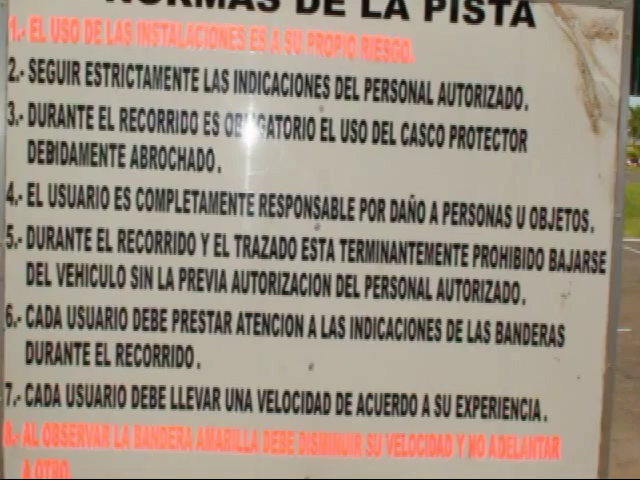 NORMAS DE LA PISTA
1.- EL USO DE LAS INSTALACIONES ES A SU PROPIO RIESGO.
2.- SEGUIR ESTRICTAMENTE LAS INDICACIONES DEL PERSONAL AUTORIZADO.
3.- DURANTE EL RECORRIDO ES OBLIGATORIO EL USO DEL CASCO PROTECTOR
DEBIDAMENTE ABROCHADO.
4.- EL USUARIO ES COMPLETAMENTE RESPONSABLE POR DAÑO A PERSONAS U OBJETOS.
5.- DURANTE EL RECORRIDO Y EL TRAZADO ESTA TERMINANTEMENTE PROHIBIDO BAJARSE
DEL VEHICULO SIN LA PREVIA AUTORIZACION DEL PERSONAL AUTORIZADO.
6.- CADA USUARIO DEBE PRESTAR ATENCION A LAS INDICACIONES DE LAS BANDERAS
DURANTE EL RECORRIDO.
7.- CADA USUARIO DEBE LLEVAR UNA VELOCIDAD DE ACUERDO A SU EXPERIENCIA.
8.- AL OBSERVAR LA BANDERA AMARILLA DEBE DISMINUIR SU VELOCIDAD Y NO ADELANTAR
A OTRO.